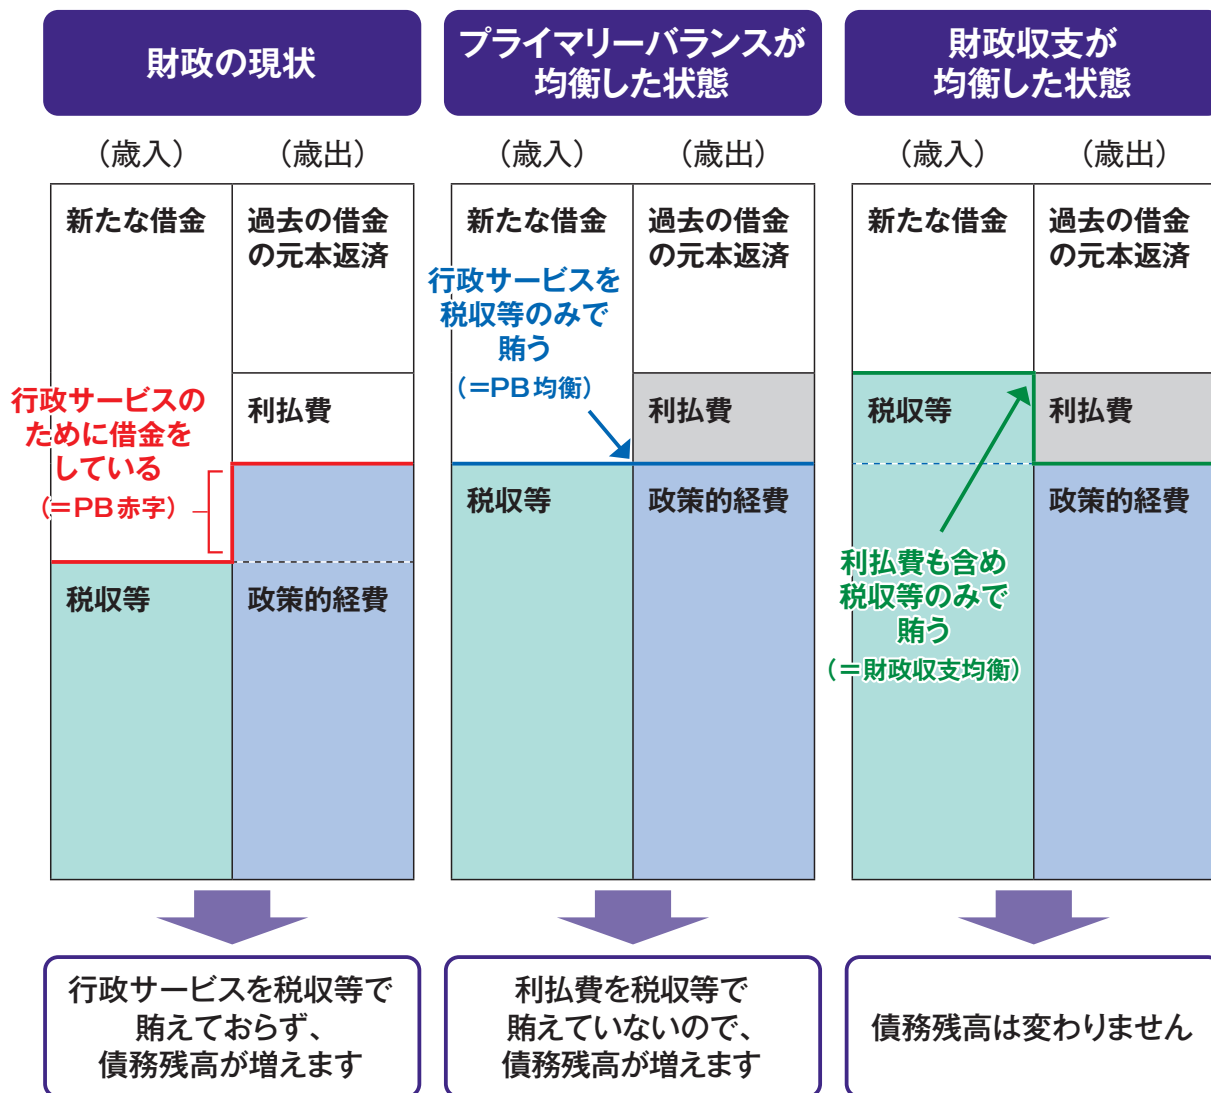 財政の現状
（歳入）
（歳出）
新たな借金
過去の借金
の元本返済
利払費
行政サービスの
ために借金を
している
（＝PB赤字）
税収等
政策的経費
行政サービスを税収等で
賄えておらず、
債務残高が増えます
プライマリーバランスが
均衡した状態
（歳入）
（歳出）
新たな借金
過去の借金
の元本返済
行政サービスを
税収等のみで
賄う
（＝PB均衡）
利払費
税収等
政策的経費
利払費を税収等で
賄えていないので、
債務残高が増えます
財政収支が
均衡した状態
（歳入）
（歳出）
新たな借金
過去の借金
の元本返済
税収等
利払費
政策的経費
利払費も含め
税収等のみで
賄う
（＝財政収支均衡）
債務残高は変わりません